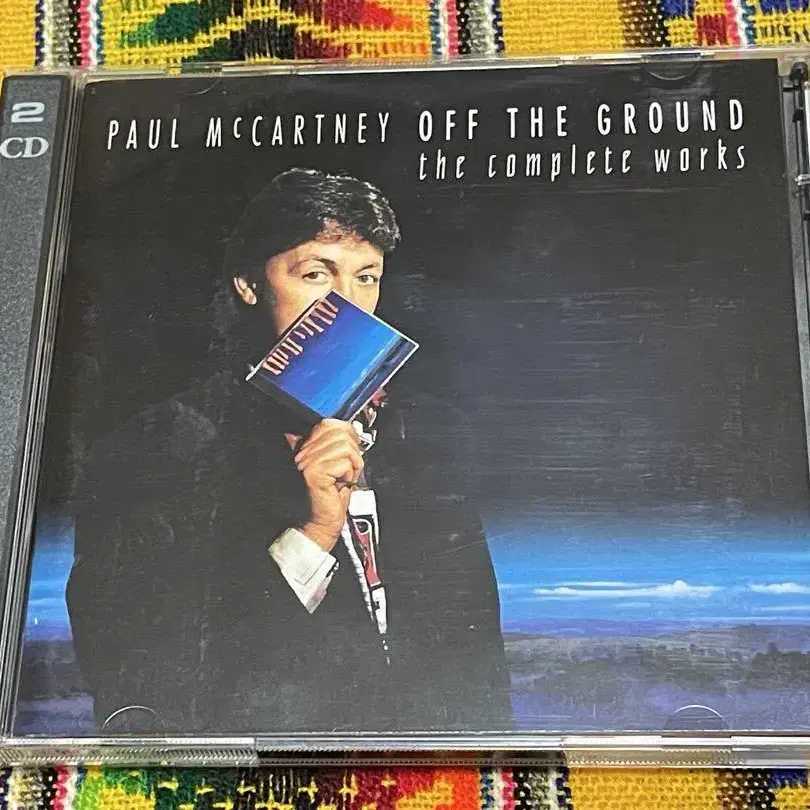 2
CD
PAUL McCARTNEY OFF THE GROUND
the complete works